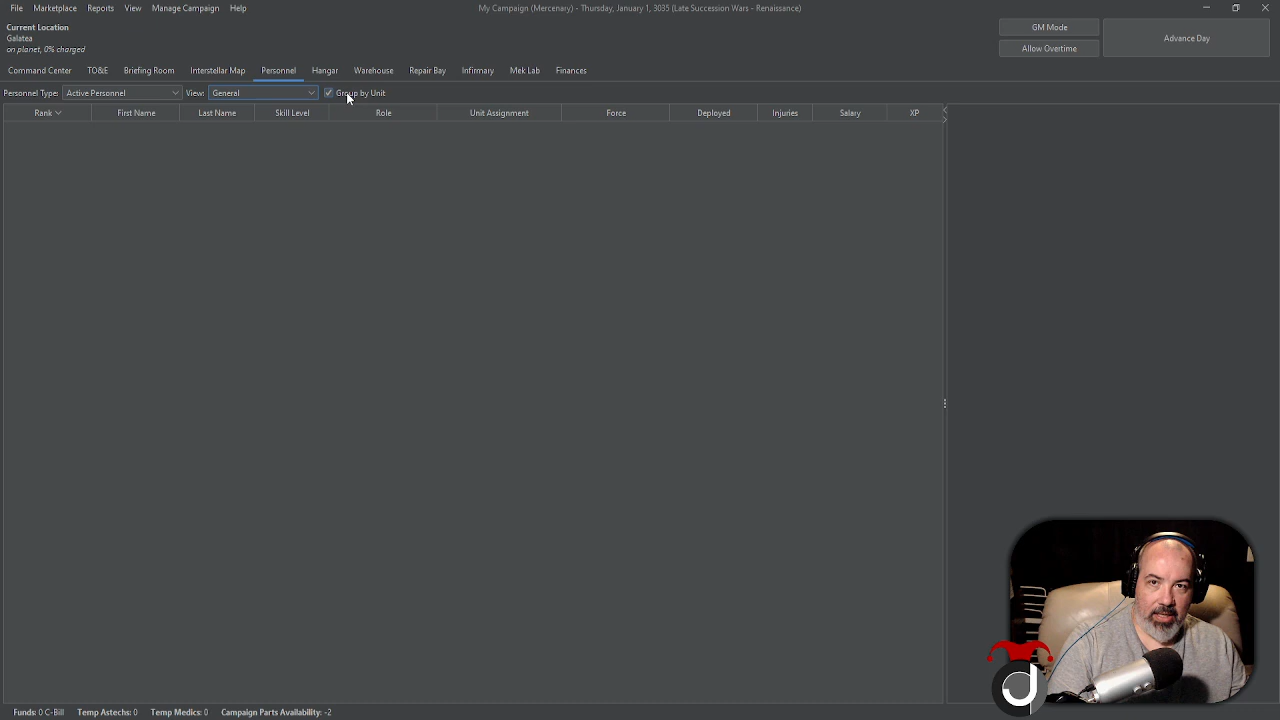 File Marketplace Reports View Manage Campaign Help
My Campaign (Mercenary) - Thursday, January 1, 3035 (Late Succession Wars - Renaissance)
Current Location
Galatea
on planet, 0% charged
GM Mode
Allow Overtime
Advance Day
Command Center TO&E Briefing Room Interstellar Map Personnel Hangar Warehouse Repair Bay Infirmary Mek Lab Finances
Personnel Type: Active Personnel View: General Group by Unit
Rank First Name Last Name Skill Level Role Unit Assignment Force Deployed Injuries Salary XP
Funds: 0 C-Bill Temp Astechs: 0 Temp Medics: 0 Campaign Parts Availability: -2